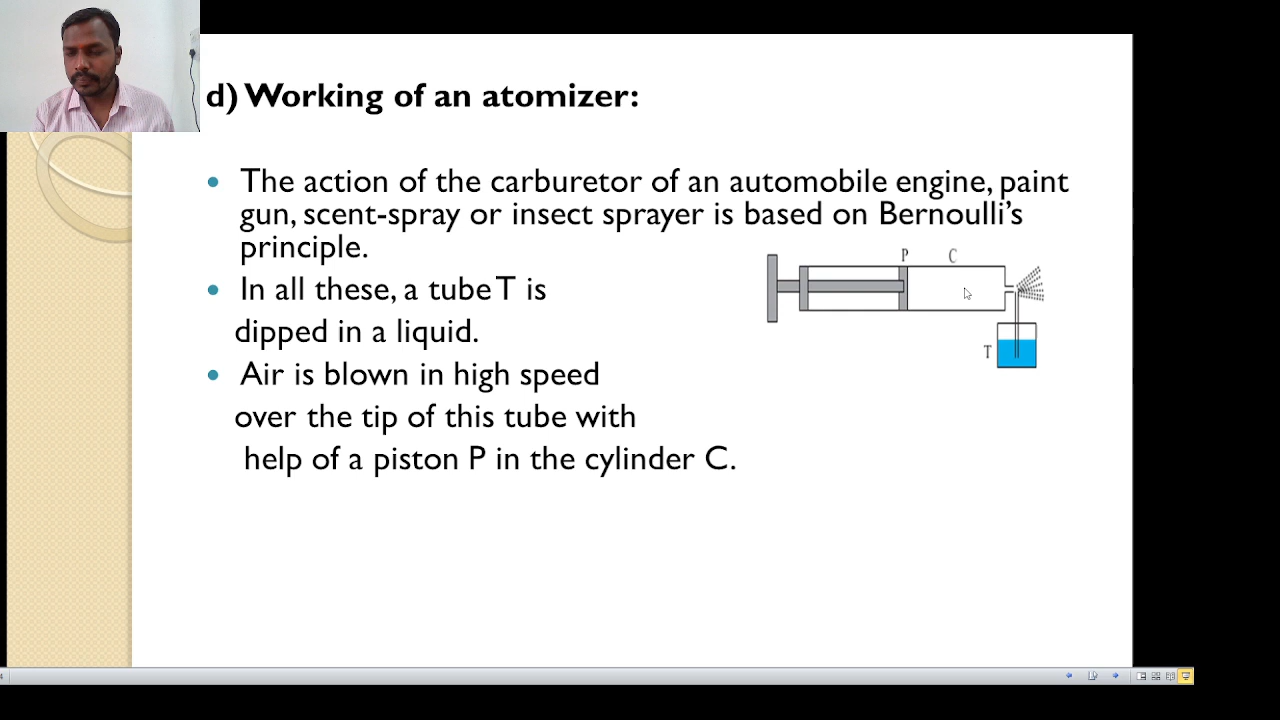 d) Working of an atomizer:
The action of the carburetor of an automobile engine, paint
gun, scent-spray or insect sprayer is based on Bernoulli’s
principle.
P C
In all these, a tube T is
dipped in a liquid.
T
Air is blown in high speed
over the tip of this tube with
help of a piston P in the cylinder C.